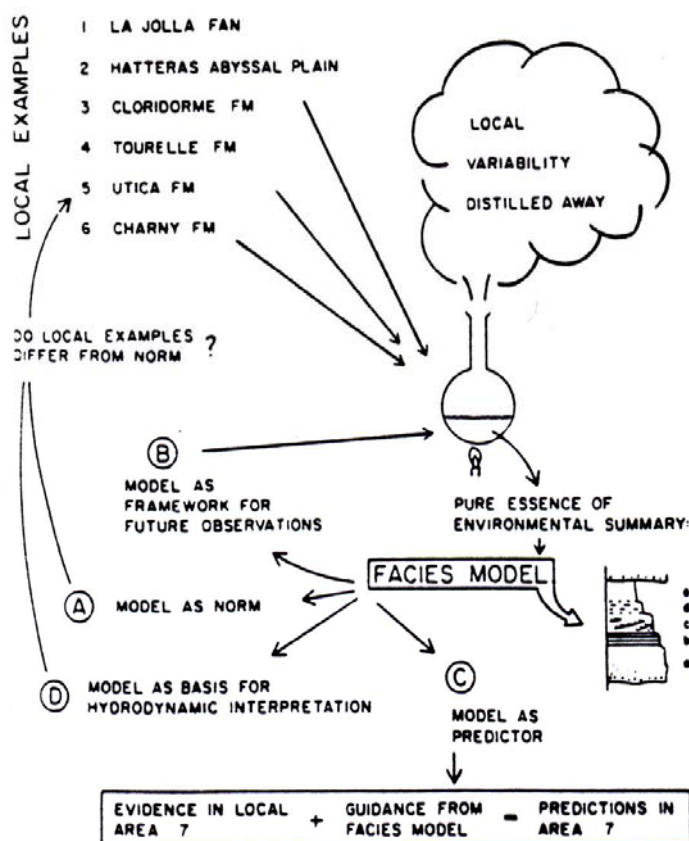 LOCAL EXAMPLES
1 LA JOLLA FAN
2 HATTERAS ABYSSAL PLAIN
3 CLORIDORME FM
4 TOURELLE FM
5 UTICA FM
6 CHARNY FM
LOCAL
VARIABILITY
DISTILLED AWAY
DO LOCAL EXAMPLES
DIFFER FROM NORM ?
B
MODEL AS
FRAMEWORK FOR
FUTURE OBSERVATIONS
PURE ESSENCE OF
ENVIRONMENTAL SUMMARY:
FACIES MODEL
A MODEL AS NORM
D MODEL AS BASIS FOR
HYDRODYNAMIC INTERPRETATION
C
MODEL AS
PREDICTOR
EVIDENCE IN LOCAL
AREA 7
+
GUIDANCE FROM
FACIES MODEL
=
PREDICTIONS IN
AREA 7